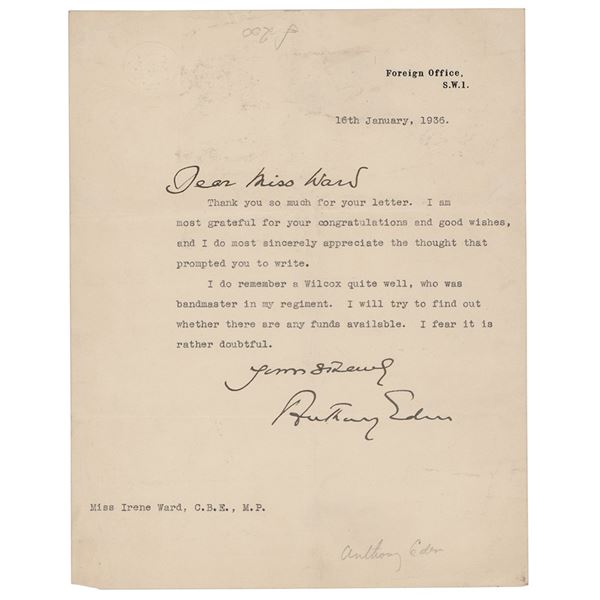 Foreign Office,
S.W.1.
16th January, 1936.
Dear Miss Ward
Thank you so much for your letter. I am
most grateful for your congratulations and good wishes,
and I do most sincerely appreciate the thought that
prompted you to write.
I do remember a Wilcox quite well, who was
bandmaster in my regiment. I will try to find out
whether there are any funds available. I fear it is
rather doubtful.
Yours sincerely
Anthony Eden
Miss Irene Ward, C.B.E., M.P.
Anthony Eden